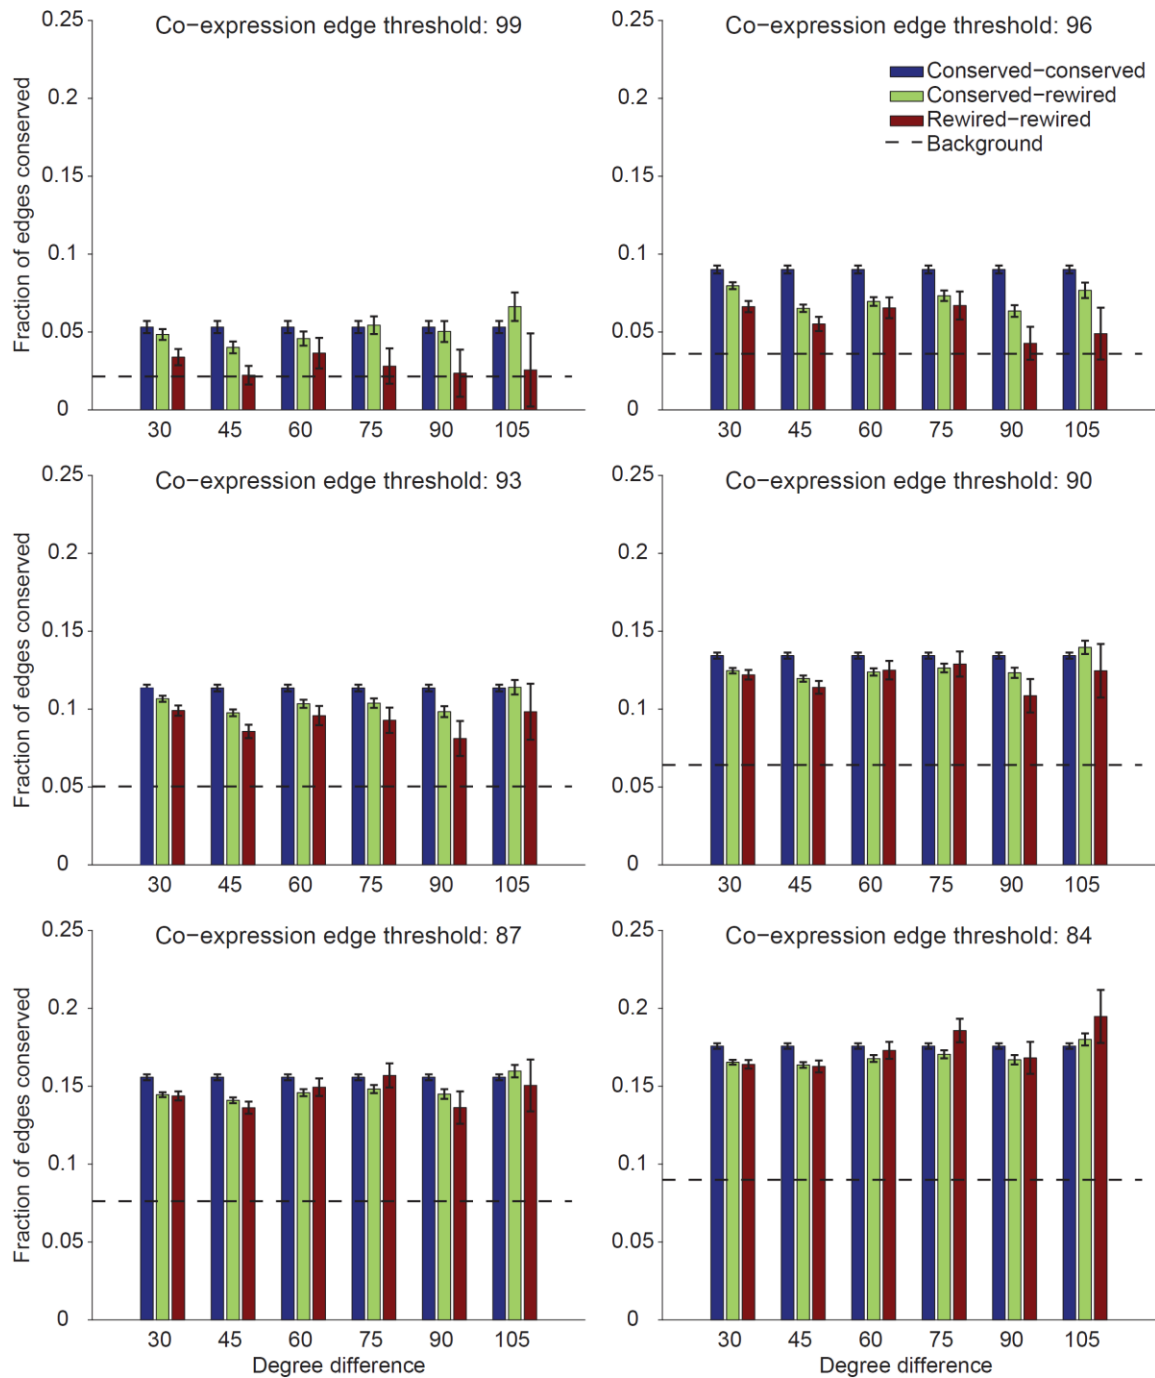 Co−expression edge threshold: 99
Fraction of edges conserved
0.25
0.2
0.15
0.1
0.05
0
30 45 60 75 90 105
Co−expression edge threshold: 96
Conserved−conserved
Conserved−rewired
Rewired−rewired
Background
0.25
0.2
0.15
0.1
0.05
0
30 45 60 75 90 105
Co−expression edge threshold: 93
Fraction of edges conserved
0.25
0.2
0.15
0.1
0.05
0
30 45 60 75 90 105
Co−expression edge threshold: 90
0.25
0.2
0.15
0.1
0.05
0
30 45 60 75 90 105
Co−expression edge threshold: 87
Fraction of edges conserved
0.25
0.2
0.15
0.1
0.05
0
30 45 60 75 90 105
Degree difference
Co−expression edge threshold: 84
0.25
0.2
0.15
0.1
0.05
0
30 45 60 75 90 105
Degree difference